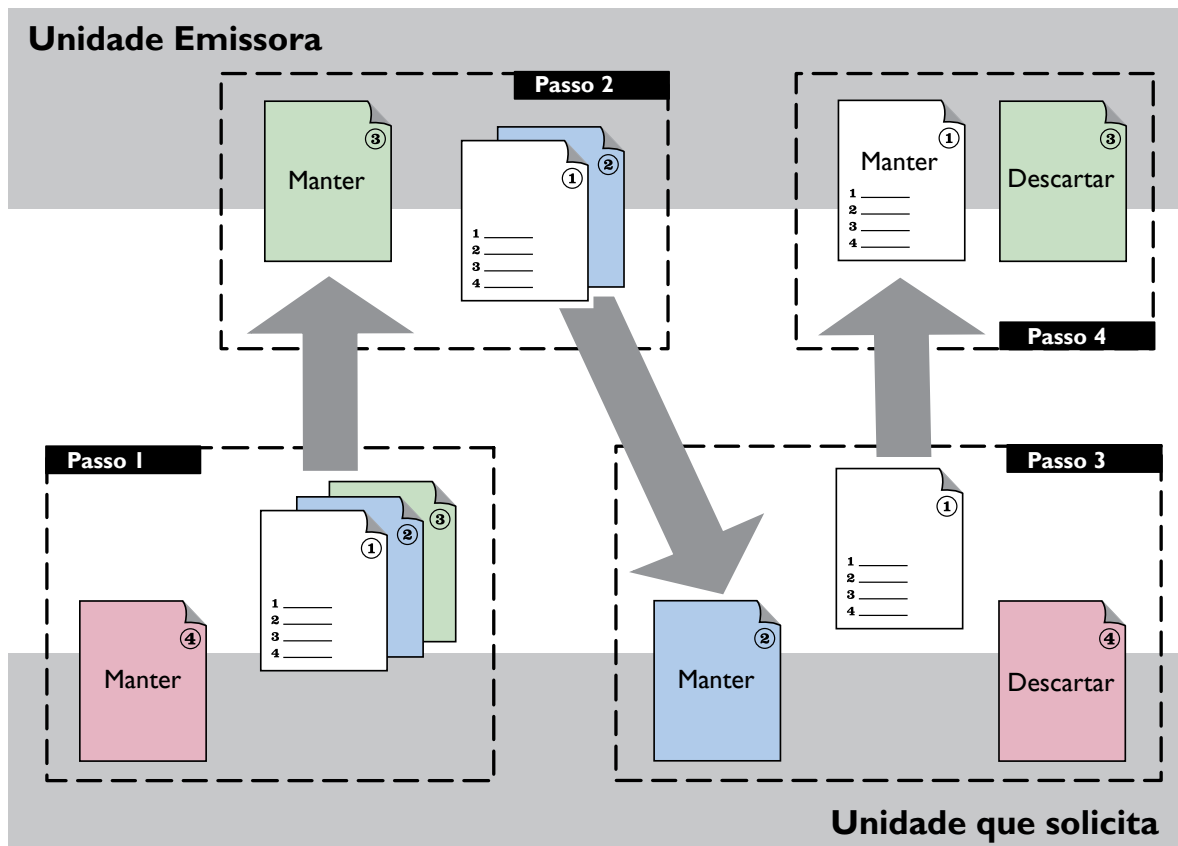 Unidade Emissora
Passo 2
③
Manter
①
②
1
2
3
4
①
Manter
1
2
3
4
③
Descartar
Passo 4
Passo 1
④
Manter
①
②
③
1
2
3
4
Passo 3
②
Manter
①
1
2
3
4
④
Descartar
Unidade que solicita